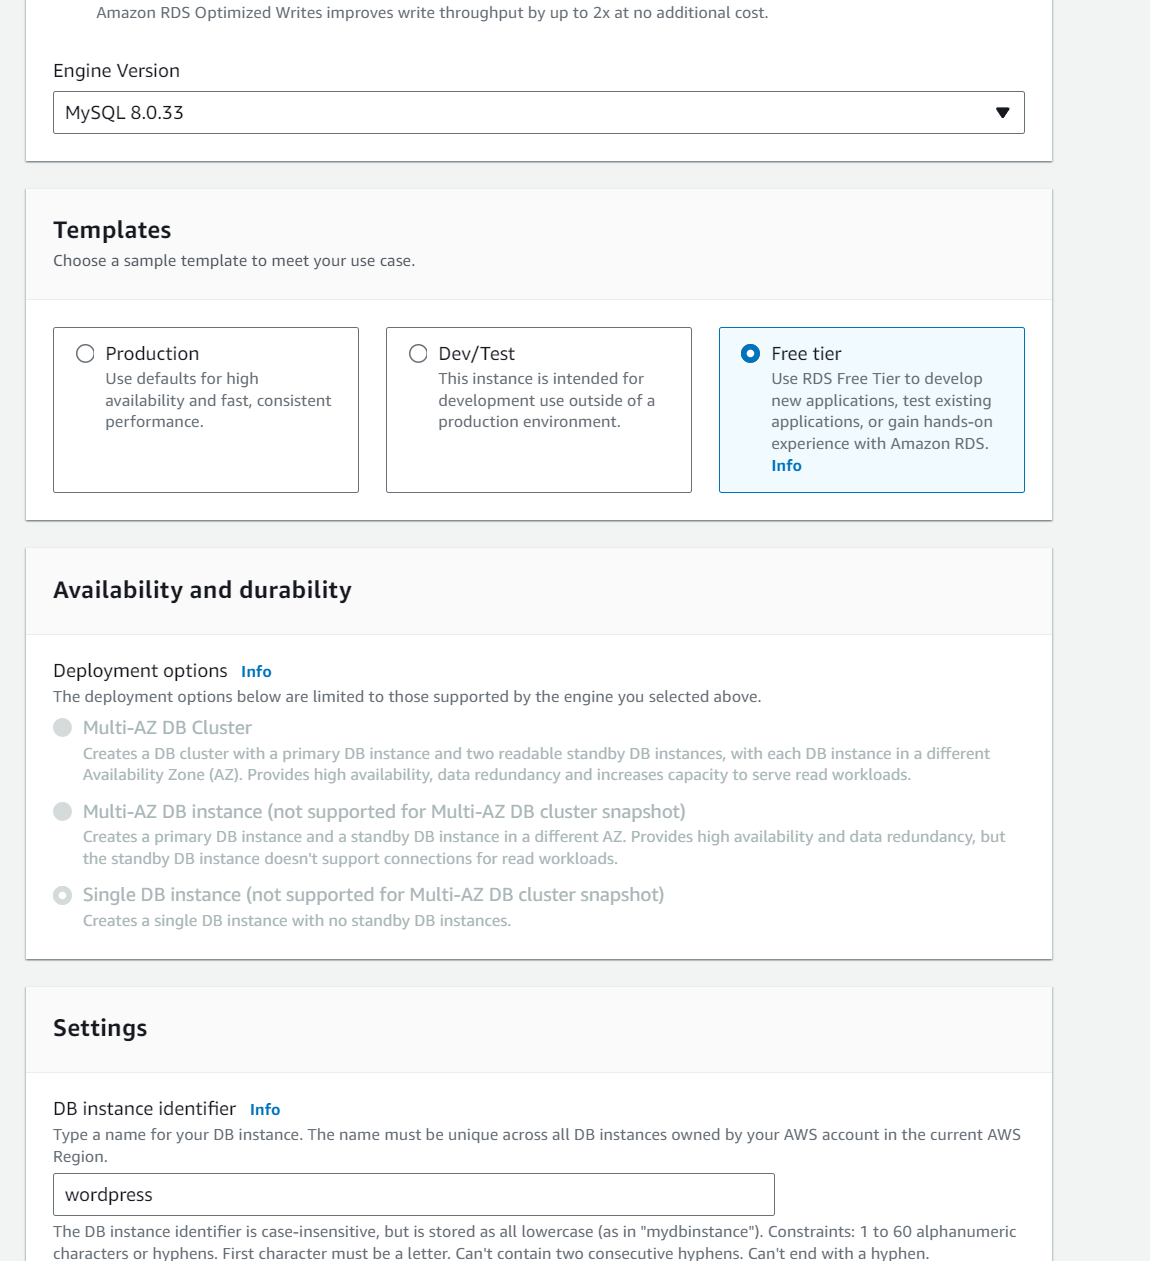 Amazon RDS Optimized Writes improves write throughput by up to 2x at no additional cost.
Engine Version
MySQL 8.0.33
Templates
Choose a sample template to meet your use case.
Production
Use defaults for high
availability and fast, consistent
performance.
Dev/Test
This instance is intended for
development use outside of a
production environment.
Free tier
Use RDS Free Tier to develop
new applications, test existing
applications, or gain hands-on
experience with Amazon RDS.
Info
Availability and durability
Deployment options Info
The deployment options below are limited to those supported by the engine you selected above.
Multi-AZ DB Cluster
Creates a DB cluster with a primary DB instance and two readable standby DB instances, with each DB instance in a different
Availability Zone (AZ). Provides high availability, data redundancy and increases capacity to serve read workloads.
Multi-AZ DB instance (not supported for Multi-AZ DB cluster snapshot)
Creates a primary DB instance and a standby DB instance in a different AZ. Provides high availability and data redundancy, but
the standby DB instance doesn't support connections for read workloads.
Single DB instance (not supported for Multi-AZ DB cluster snapshot)
Creates a single DB instance with no standby DB instances.
Settings
DB instance identifier Info
Type a name for your DB instance. The name must be unique across all DB instances owned by your AWS account in the current AWS
Region.
wordpress
The DB instance identifier is case-insensitive, but is stored as all lowercase (as in "mydbinstance"). Constraints: 1 to 60 alphanumeric
characters or hyphens. First character must be a letter. Can't contain two consecutive hyphens. Can't end with a hyphen.